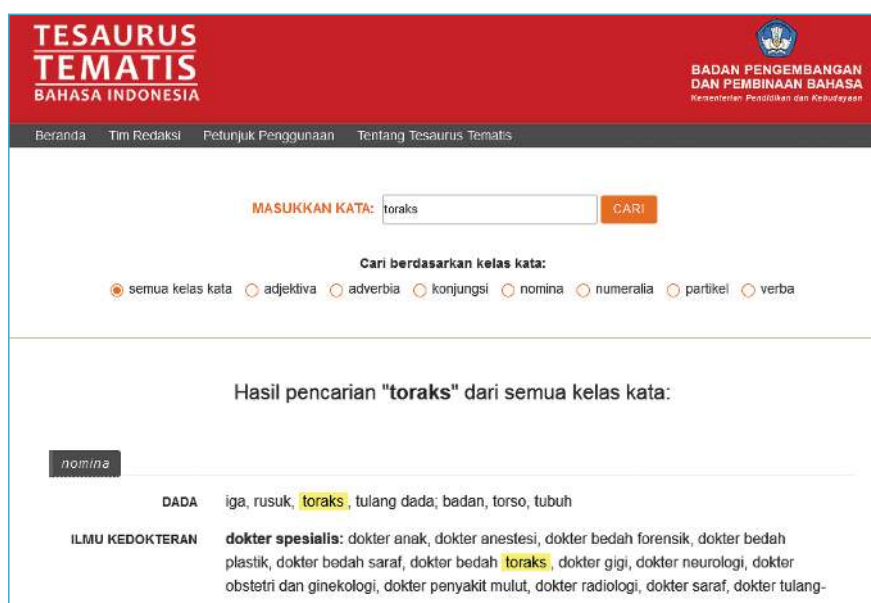 TESAURUS
TEMATIS
BAHASA INDONESIA
BADAN PENGEMBANGAN
DAN PEMBINAAN BAHASA
Kementerian Pendidikan dan Kebudayaan
Beranda Tim Redaksi Petunjuk Penggunaan Tentang Tesaurus Tematis
MASUKKAN KATA: toraks CARI
Cari berdasarkan kelas kata:
semua kelas kata adjektiva adverbia konjungsi nomina numeralia partikel verba
Hasil pencarian "toraks" dari semua kelas kata:
nomina
DADA iga, rusuk, toraks, tulang dada; badan, torso, tubuh
ILMU KEDOKTERAN dokter spesialis: dokter anak, dokter anestesi, dokter bedah forensik, dokter bedah
plastik, dokter bedah saraf, dokter bedah toraks, dokter gigi, dokter neurologi, dokter
obstetri dan ginekologi, dokter penyakit mulut, dokter radiologi, dokter saraf, dokter tulang-